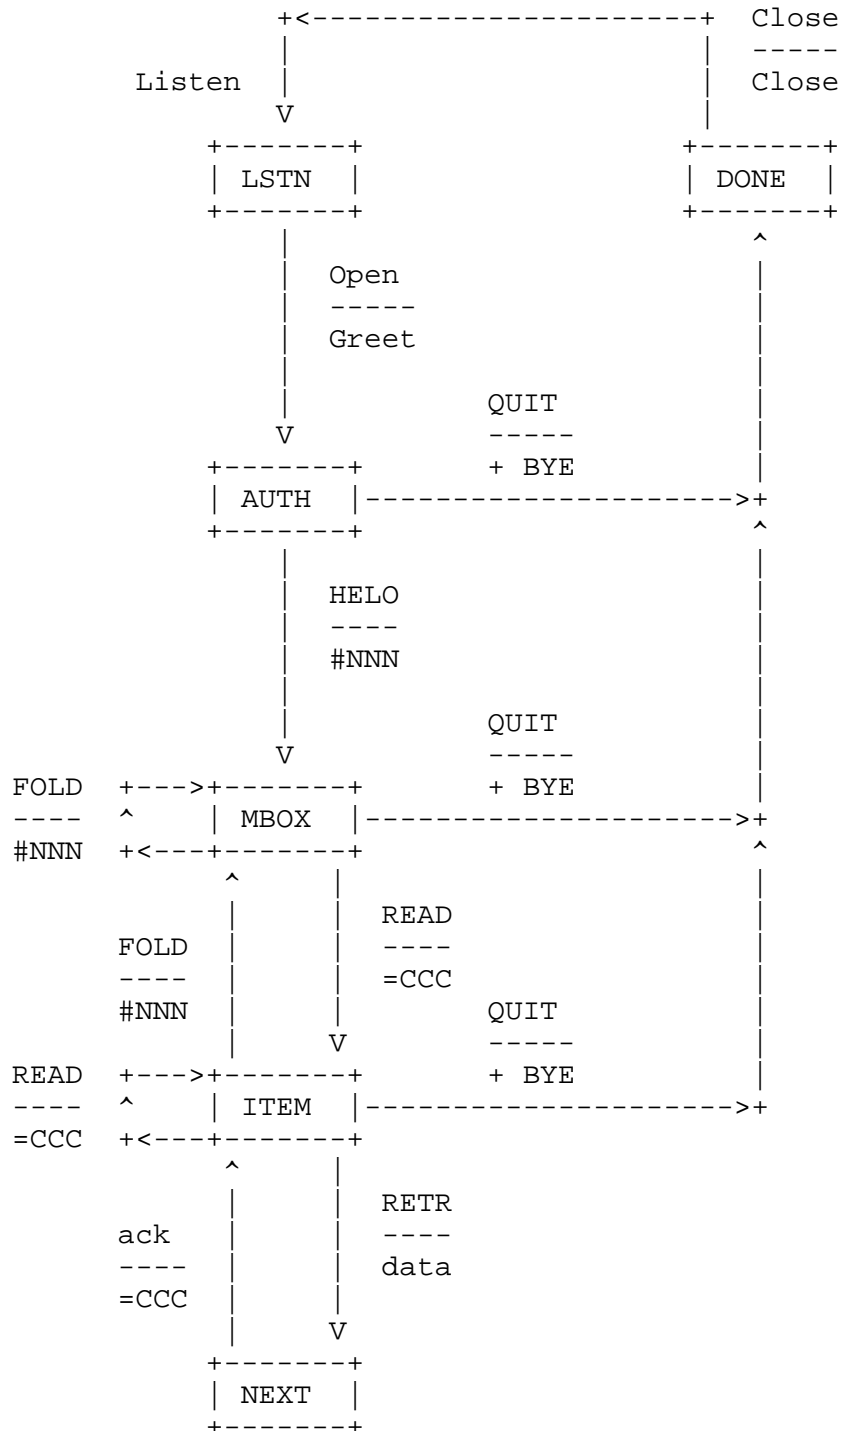 +<----------------------+  Close
|                       |  -----
Listen  |                       |  Close
V                       |
+-------+               +-------+
| LSTN  |               | DONE  |
+-------+               +-------+
|                           ^
|  Open                     |
|  -----                    |
|  Greet                    |
|                           |
|             QUIT          |
V             -----         |
+-------+         + BYE         |
| AUTH  |--------------------->+
+-------+                      ^
|                          |
|  HELO                    |
|  ----                    |
|  #NNN                    |
|                          |
|             QUIT         |
V             -----        |
FOLD  +--->+-------+         + BYE        |
----  ^    | MBOX  |--------------------->+
#NNN  +<---+-------+                      ^
^      |                       |
|      |  READ                 |
FOLD  |      |  ----                 |
----  |      |  =CCC                 |
#NNN  |      |         QUIT          |
|      V         -----         |
READ  +--->+-------+         + BYE        |
----  ^    | ITEM  |--------------------->+
=CCC  +<---+-------+
^      |
|      |  RETR
ack   |      |  ----
----  |      |  data
=CCC  |      |
|      V
+-------+
| NEXT  |
+-------+